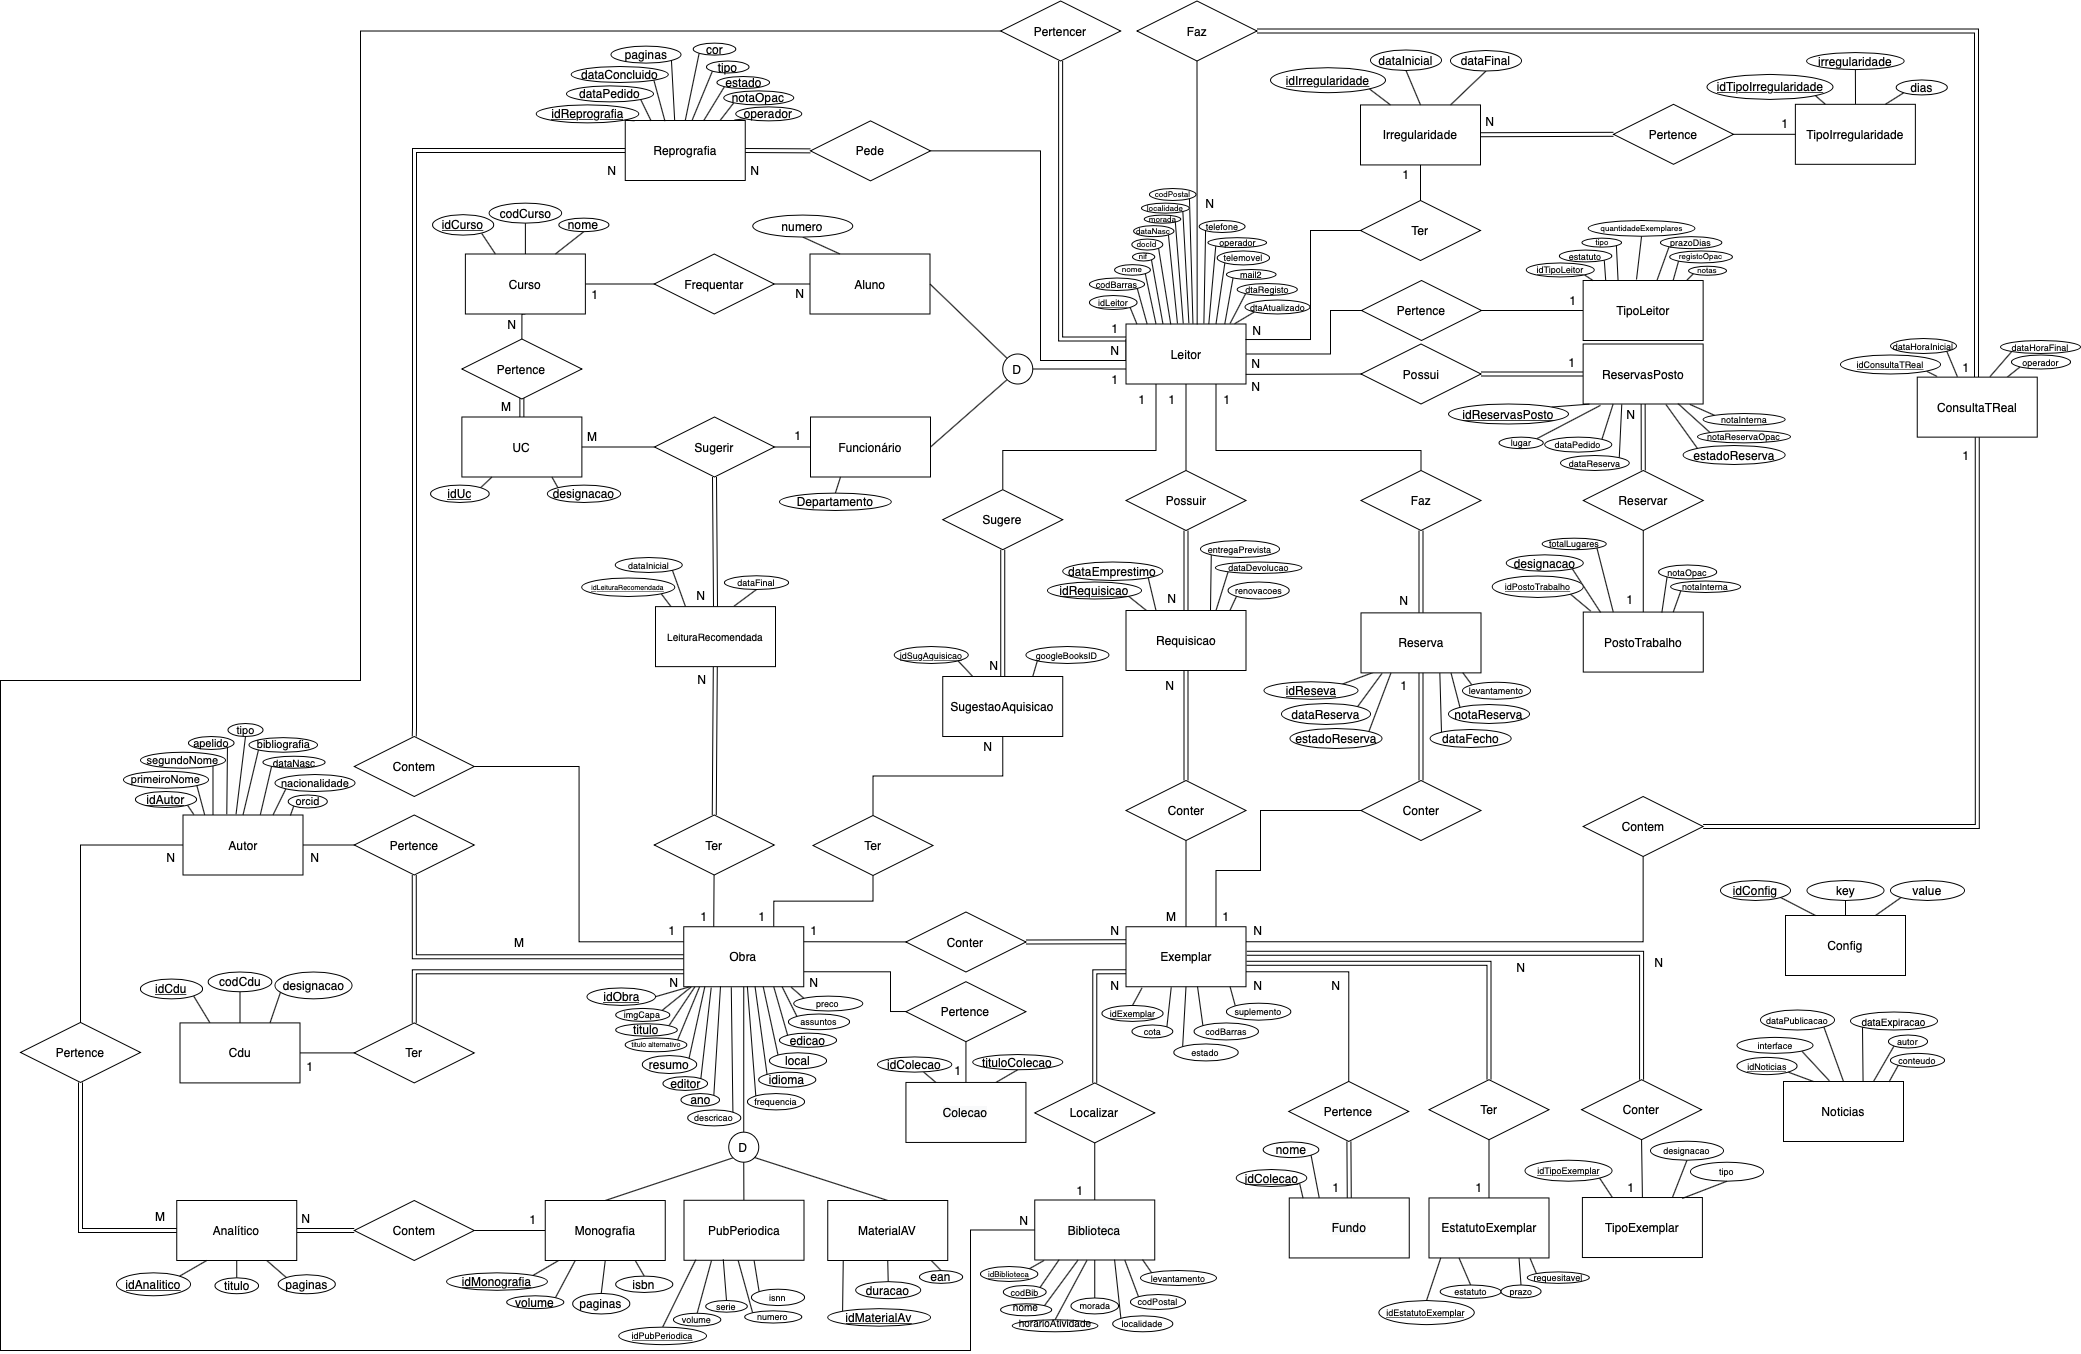 Pertencer
Faz
paginas
cor
dataConcluido
tipo
dataPedido
estado
idReprografia
notaOpac
operador
Reprografia
N
N
Pede
dataInicial
dataFinal
idIrregularidade
Irregularidade
N
1
Pertence
1
irregularidade
idTipoIrregularidade
dias
TipoIrregularidade
Ter
idCurso
codCurso
nome
Curso
1
N
Frequentar
N
numero
Aluno
Pertence
M
UC
M
idUc
designacao
Sugerir
1
Funcionário
Departamento
D
codPostal
localidade
morada
dataNasc
docId
nif
nome
codBarras
idLeitor
N
telefone
operador
telemovel
mail2
dtaRegisto
dtaAtualizado
Leitor
1
N
1
N
N
N
1
1
1
Pertence
1
quantidadeExemplares
tipo
prazoDias
estatuto
registoOpac
idTipoLeitor
notas
TipoLeitor
Possui
1
ReservasPosto
N
idReservasPosto
lugar
dataPedido
dataReserva
notaInterna
notaReservaOpac
estadoReserva
dataHoraInicial
dataHoraFinal
idConsultaTReal
operador
1
ConsultaTReal
1
Sugere
Possuir
Faz
Reservar
totalLugares
designacao
idPostoTrabalho
notaOpac
notaInterna
1
PostoTrabalho
dataInicial
idLeituraRecomendada
dataFinal
N
LeituraRecomendada
N
entregaPrevista
dataEmprestimo
dataDevolucao
idRequisicao
renovacoes
N
Requisicao
N
N
Reserva
1
idReseva
dataReserva
estadoReserva
levantamento
notaReserva
dataFecho
idSugAquisicao
googleBooksID
N
SugestaoAquisicao
N
tipo
apelido
bibliografia
segundoNome
dataNasc
primeiroNome
nacionalidade
idAutor
orcid
Autor
N
N
Contem
Pertence
Ter
Ter
Conter
Conter
Contem
idConfig
key
value
Config
M
1
1
1
1
Obra
N
N
Conter
N
M
1
N
Exemplar
N
N
N
N
N
idCdu
codCdu
designacao
Cdu
1
Ter
Pertence
idObra
imgCapa
titulo
titulo alternativo
resumo
editor
ano
descricao
preco
assuntos
edicao
local
idioma
frequencia
Pertence
1
idColecao
tituloColecao
Colecao
idExemplar
cota
estado
codBarras
suplemento
dataPublicacao
dataExpiracao
interface
autor
idNoticias
conteudo
Noticias
Localizar
Pertence
Ter
Conter
D
nome
idColecao
1
Fundo
1
EstatutoExemplar
idEstatutoExemplar
estatuto
prazo
requesitavel
designacao
idTipoExemplar
tipo
1
TipoExemplar
M
Analítico
N
idAnalitico
titulo
paginas
Contem
1
Monografia
idMonografia
volume
paginas
isbn
PubPeriodica
idPubPeriodica
volume
serie
isnn
numero
MaterialAV
ean
duracao
idMaterialAv
N
1
Biblioteca
idBiblioteca
codBib
nome
horarioAtividade
morada
levantamento
codPostal
localidade